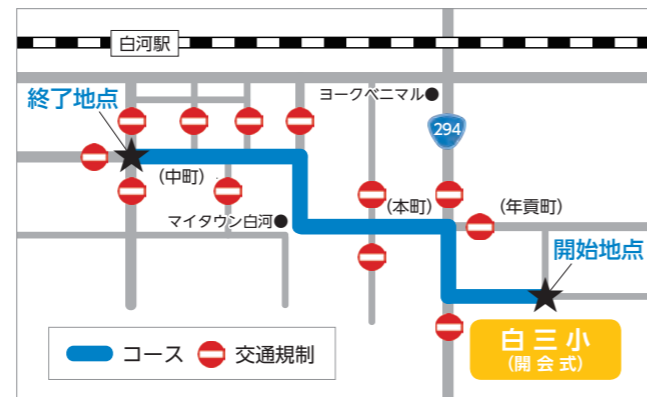 白河駅
ヨークベニマル
終了地点
294
(中町)
(本町)
(年貢町)
マイタウン白河
開始地点
コース
交通規制
白三小
(開会式)